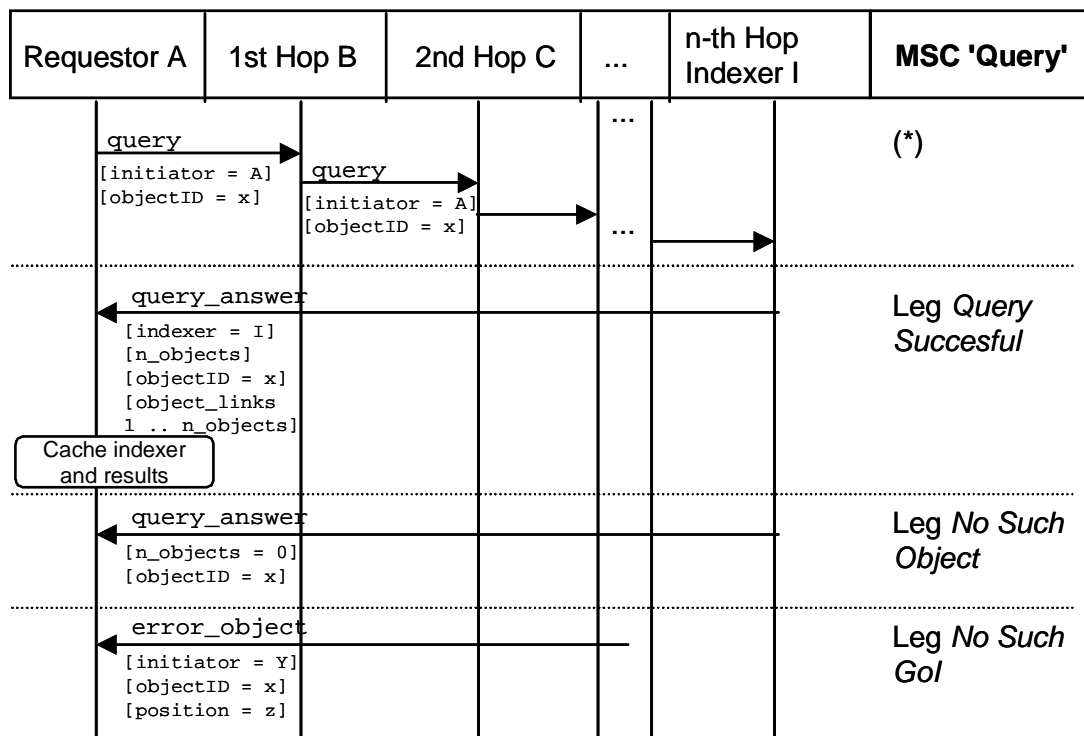 Requestor A
1st Hop B
2nd Hop C
...
n-th Hop
Indexer I
MSC 'Query'
...
(*)
query
[initiator = A]
[objectID = x]
query
[initiator = A]
[objectID = x]
...
query_answer
[indexer = I]
[n_objects]
[objectID = x]
[object_links
1 .. n_objects]
Leg Query
Succesful
Cache indexer
and results
query_answer
[n_objects = 0]
[objectID = x]
Leg No Such
Object
error_object
[initiator = Y]
[objectID = x]
[position = z]
Leg No Such
GoI